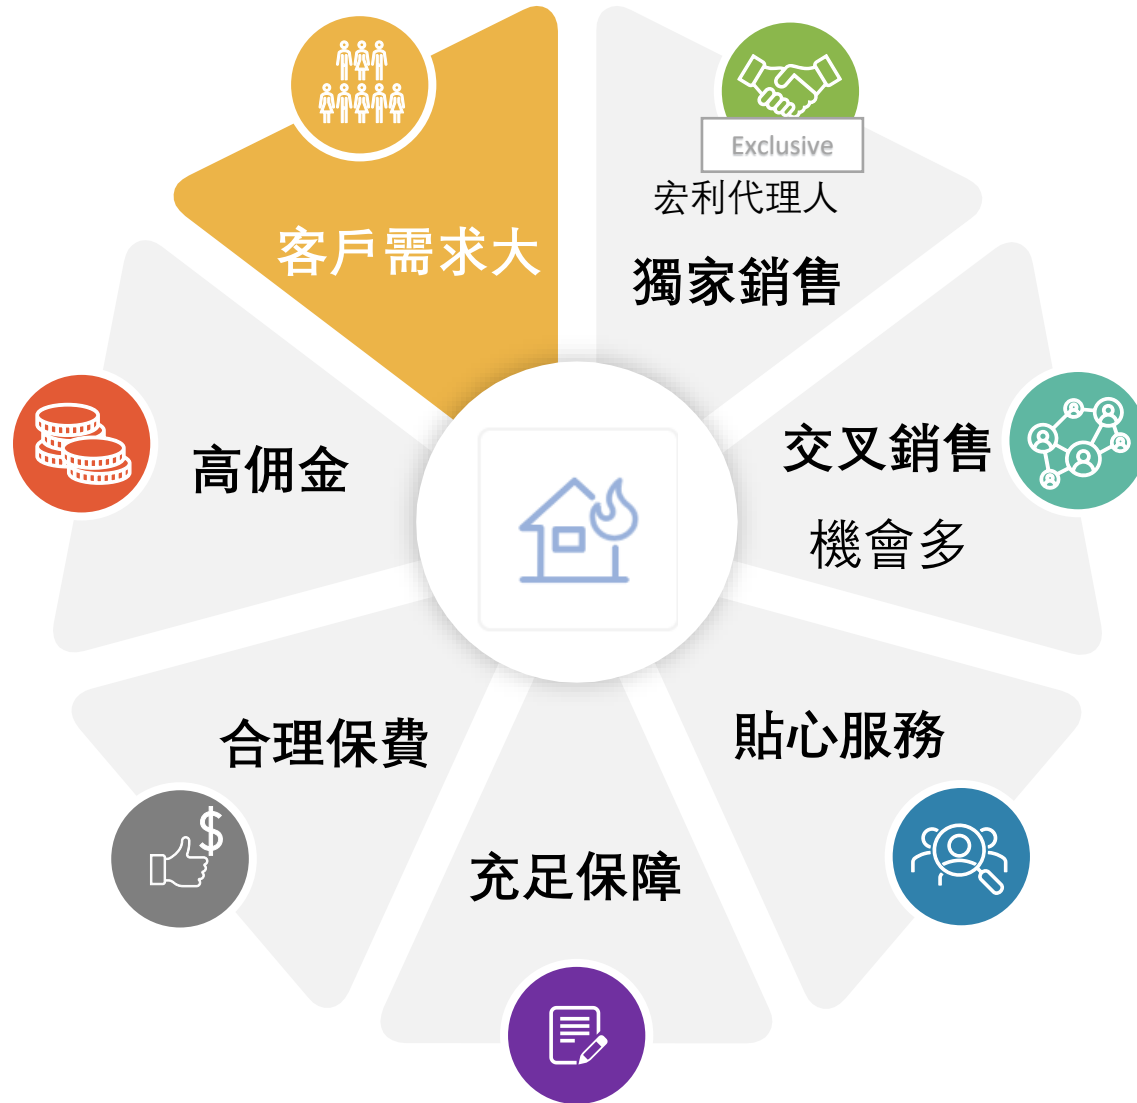 客戶需求大
Exclusive
宏利代理人
獨家銷售
交叉銷售
機會多
貼心服務
充足保障
合理保費
高佣金
$